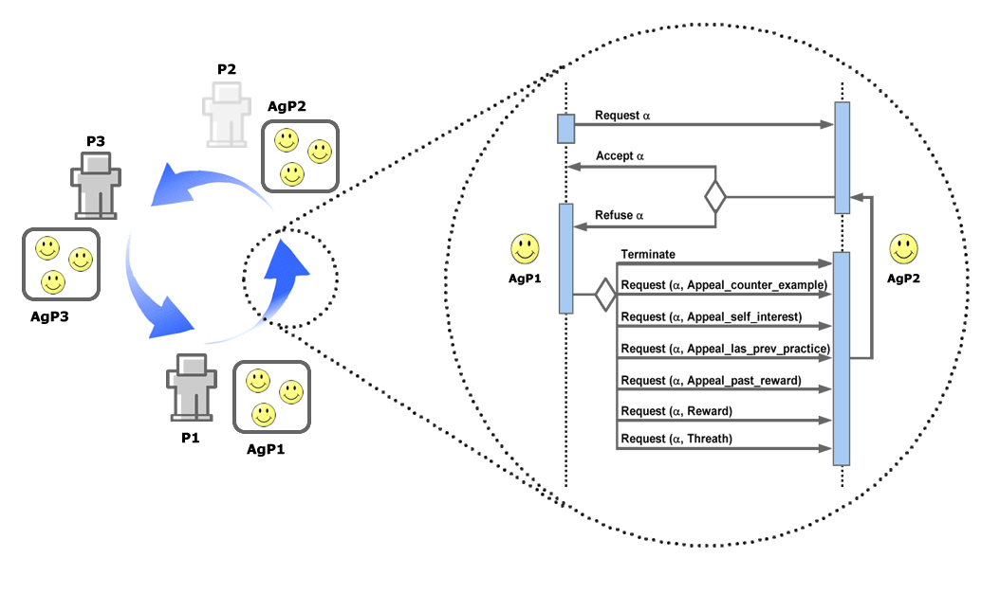 P2
AgP2
P3
AgP3
P1
AgP1
Request α
Accept α
Refuse α
AgP1
AgP2
Terminate
Request (α, Appeal_counter_example)
Request (α, Appeal_self_interest)
Request (α, Appeal_las_prev_practice)
Request (α, Appeal_past_reward)
Request (α, Reward)
Request (α, Threath)